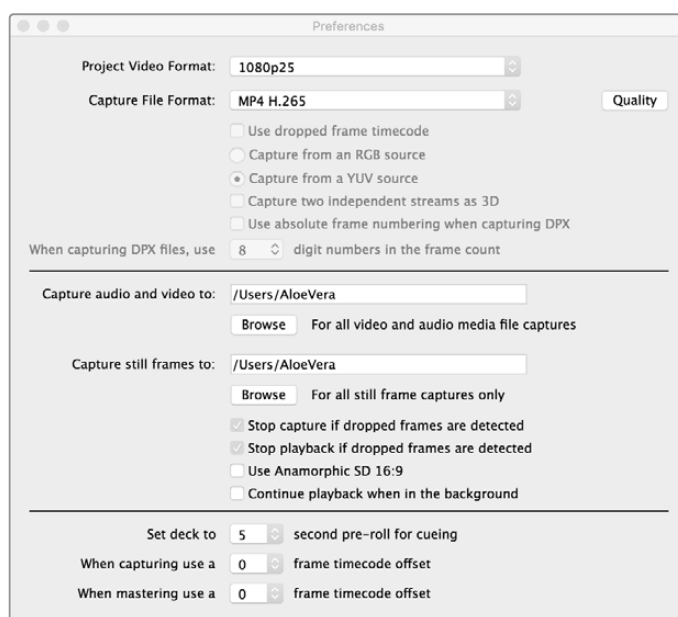 Preferences
Project Video Format: 1080p25
Capture File Format: MP4 H.265 Quality
Use dropped frame timecode
Capture from an RGB source
Capture from a YUV source
Capture two independent streams as 3D
Use absolute frame numbering when capturing DPX
When capturing DPX files, use 8 digit numbers in the frame count
Capture audio and video to: /Users/AloeVera
Browse For all video and audio media file captures
Capture still frames to: /Users/AloeVera
Browse For all still frame captures only
Stop capture if dropped frames are detected
Stop playback if dropped frames are detected
Use Anamorphic SD 16:9
Continue playback when in the background
Set deck to 5 second pre-roll for cueing
When capturing use a 0 frame timecode offset
When mastering use a 0 frame timecode offset